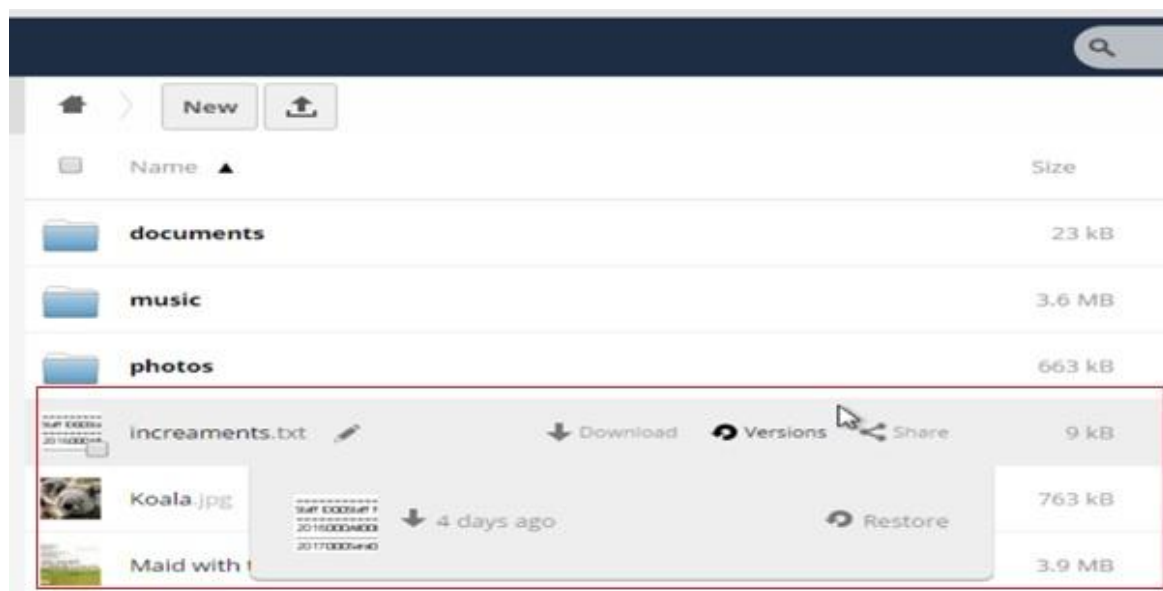 New
Name Size
documents 23 kB
music 3.6 MB
photos 663 kB
increaments.txt Download Versions Share 9 kB
Koala.jpg 763 kB
4 days ago Restore
Maid with 3.9 MB